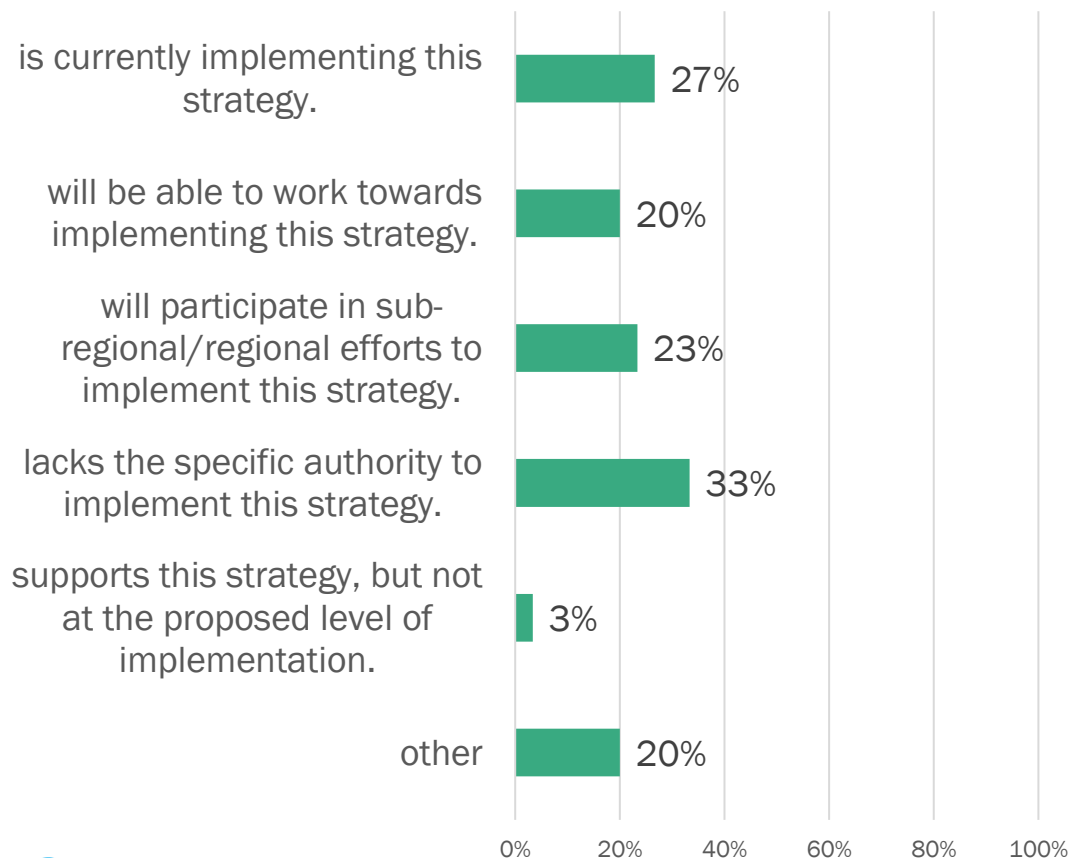 is currently implementing this
strategy.
27%
will be able to work towards
implementing this strategy.
20%
will participate in sub-
regional/regional efforts to
implement this strategy.
23%
lacks the specific authority to
implement this strategy.
33%
supports this strategy, but not
at the proposed level of
implementation.
3%
other
20%
0% 20% 40% 60% 80% 100%